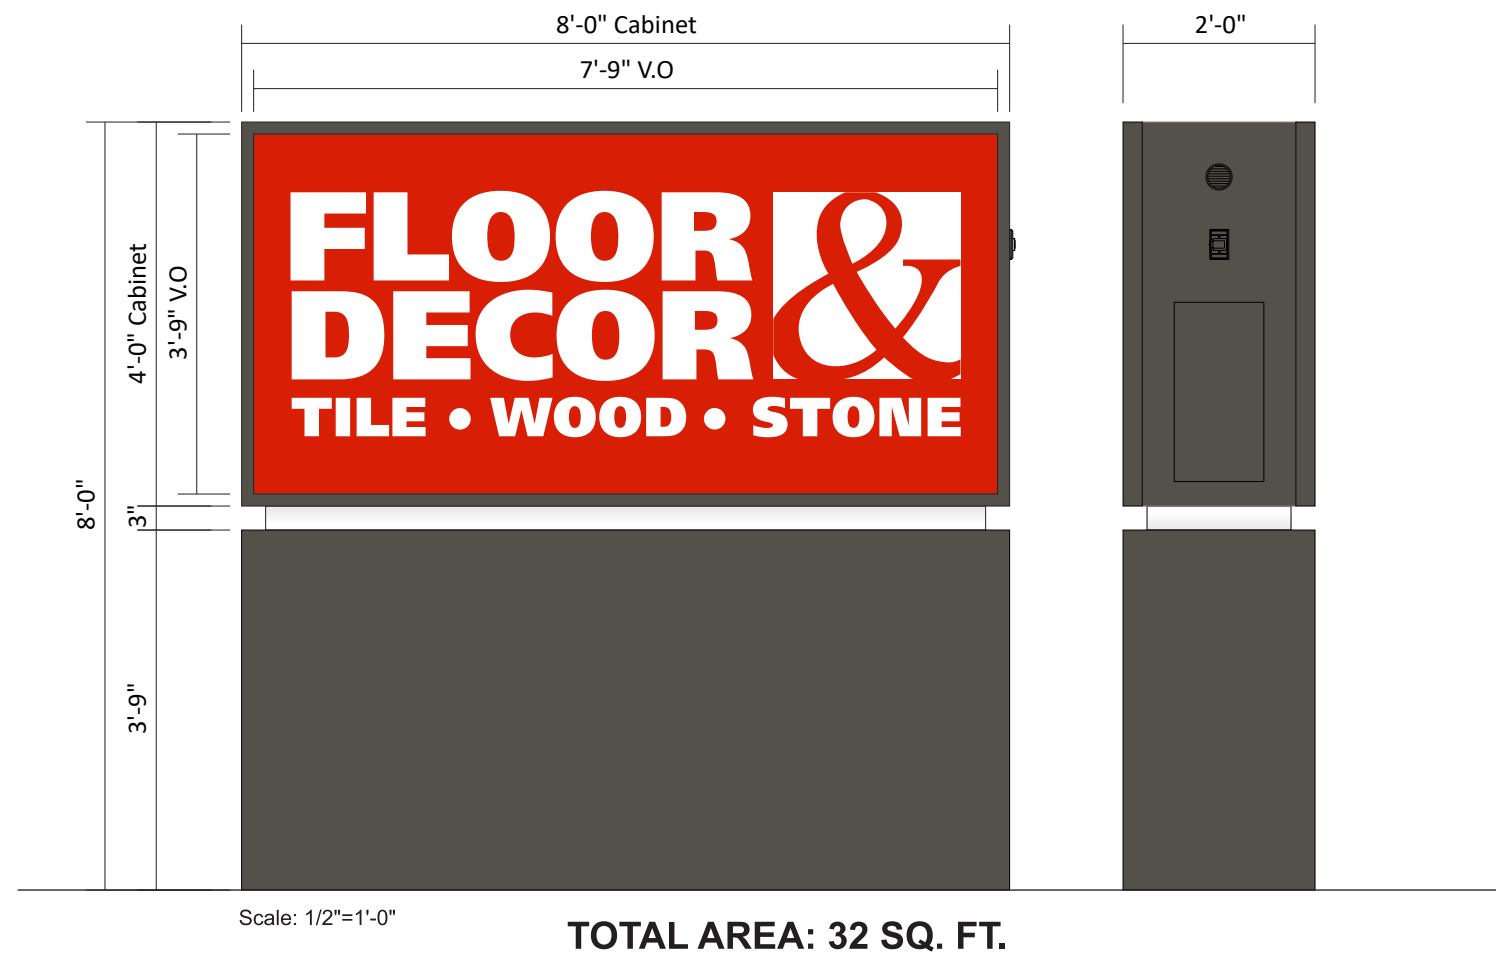 8'-0" Cabinet
2'-0"
7'-9" V.O
8'-0"
4'-0" Cabinet
3'-9" V.O
3"
3'-9"
FLOOR &
DECOR
TILE • WOOD • STONE
Scale: 1/2"=1'-0"
TOTAL AREA: 32 SQ. FT.